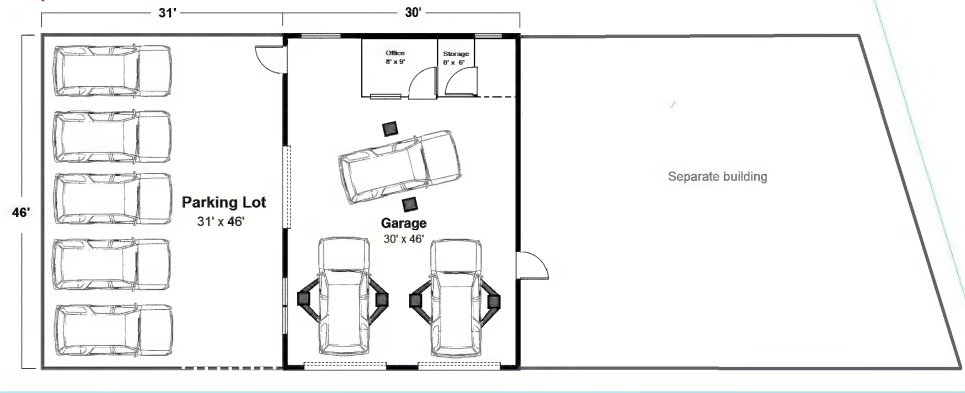 31'
30'
Office
8' x 9'
Storage
8' x 6'
46'
Parking Lot
31' x 46'
Garage
30' x 46'
Separate building